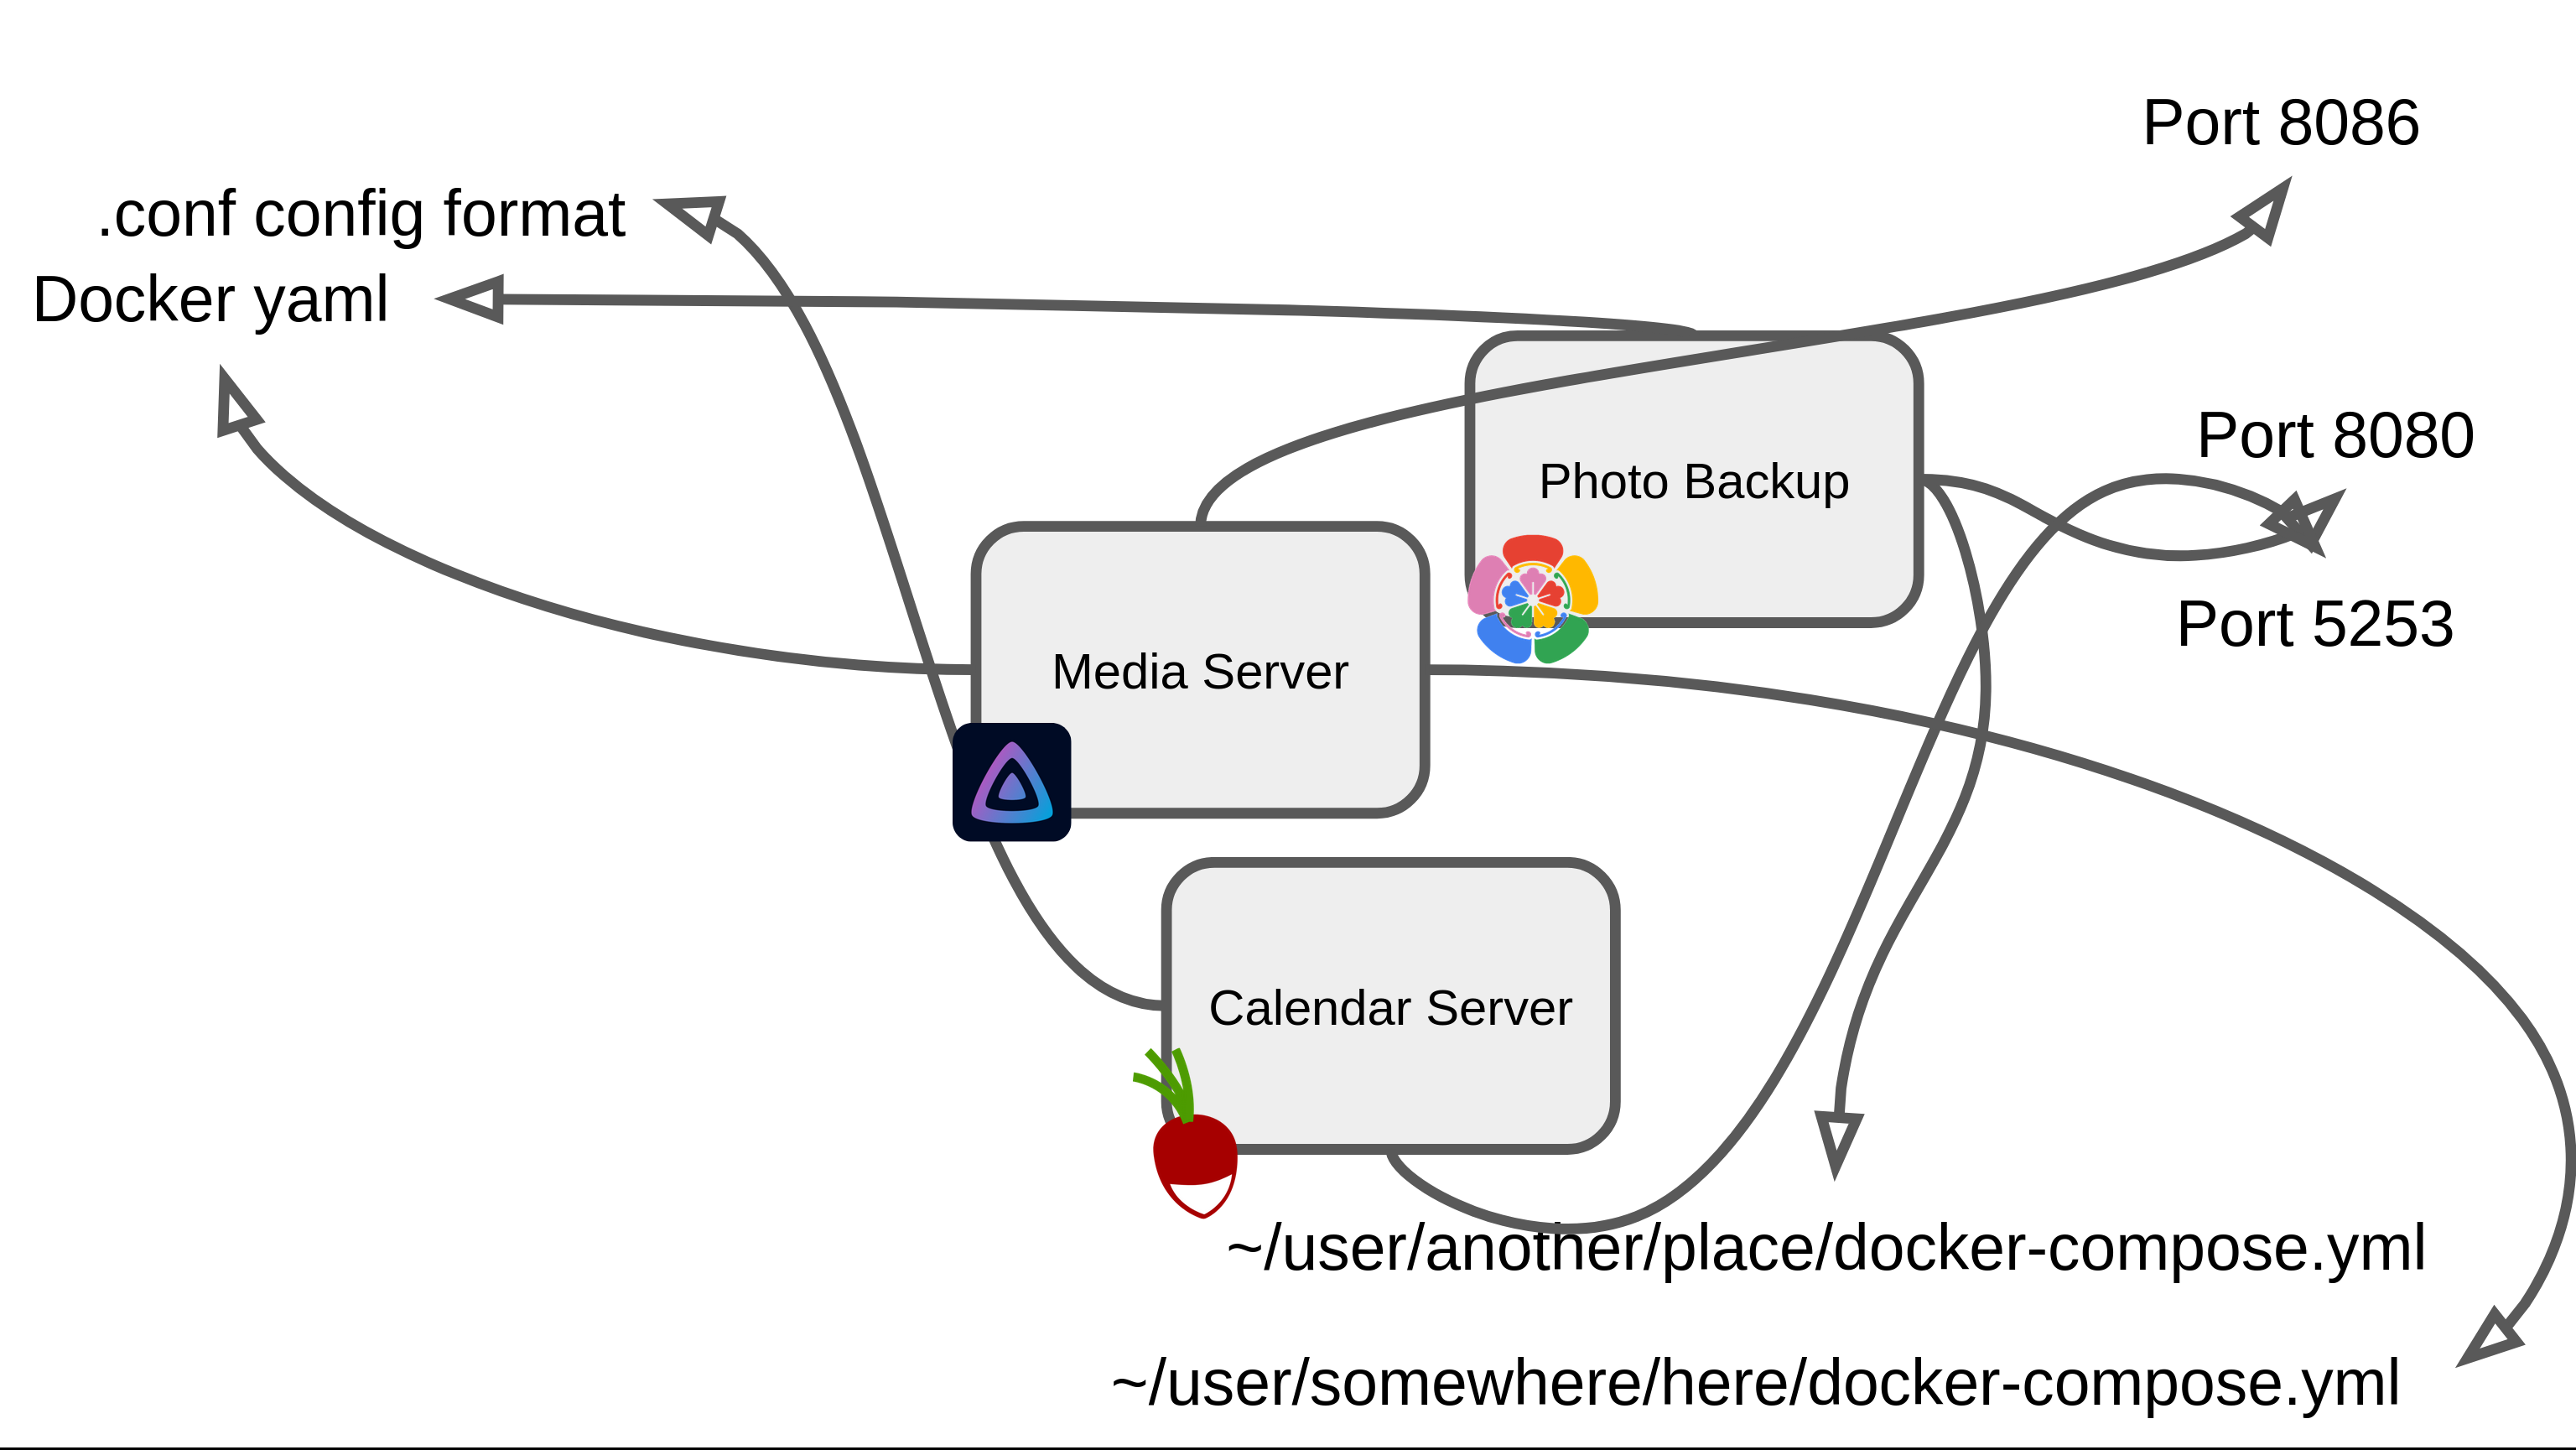 Port 8086
.conf config format
Docker yaml
Port 8080
Photo Backup
Port 5253
Media Server
Calendar Server
~/user/another/place/docker-compose.yml
~/user/somewhere/here/docker-compose.yml